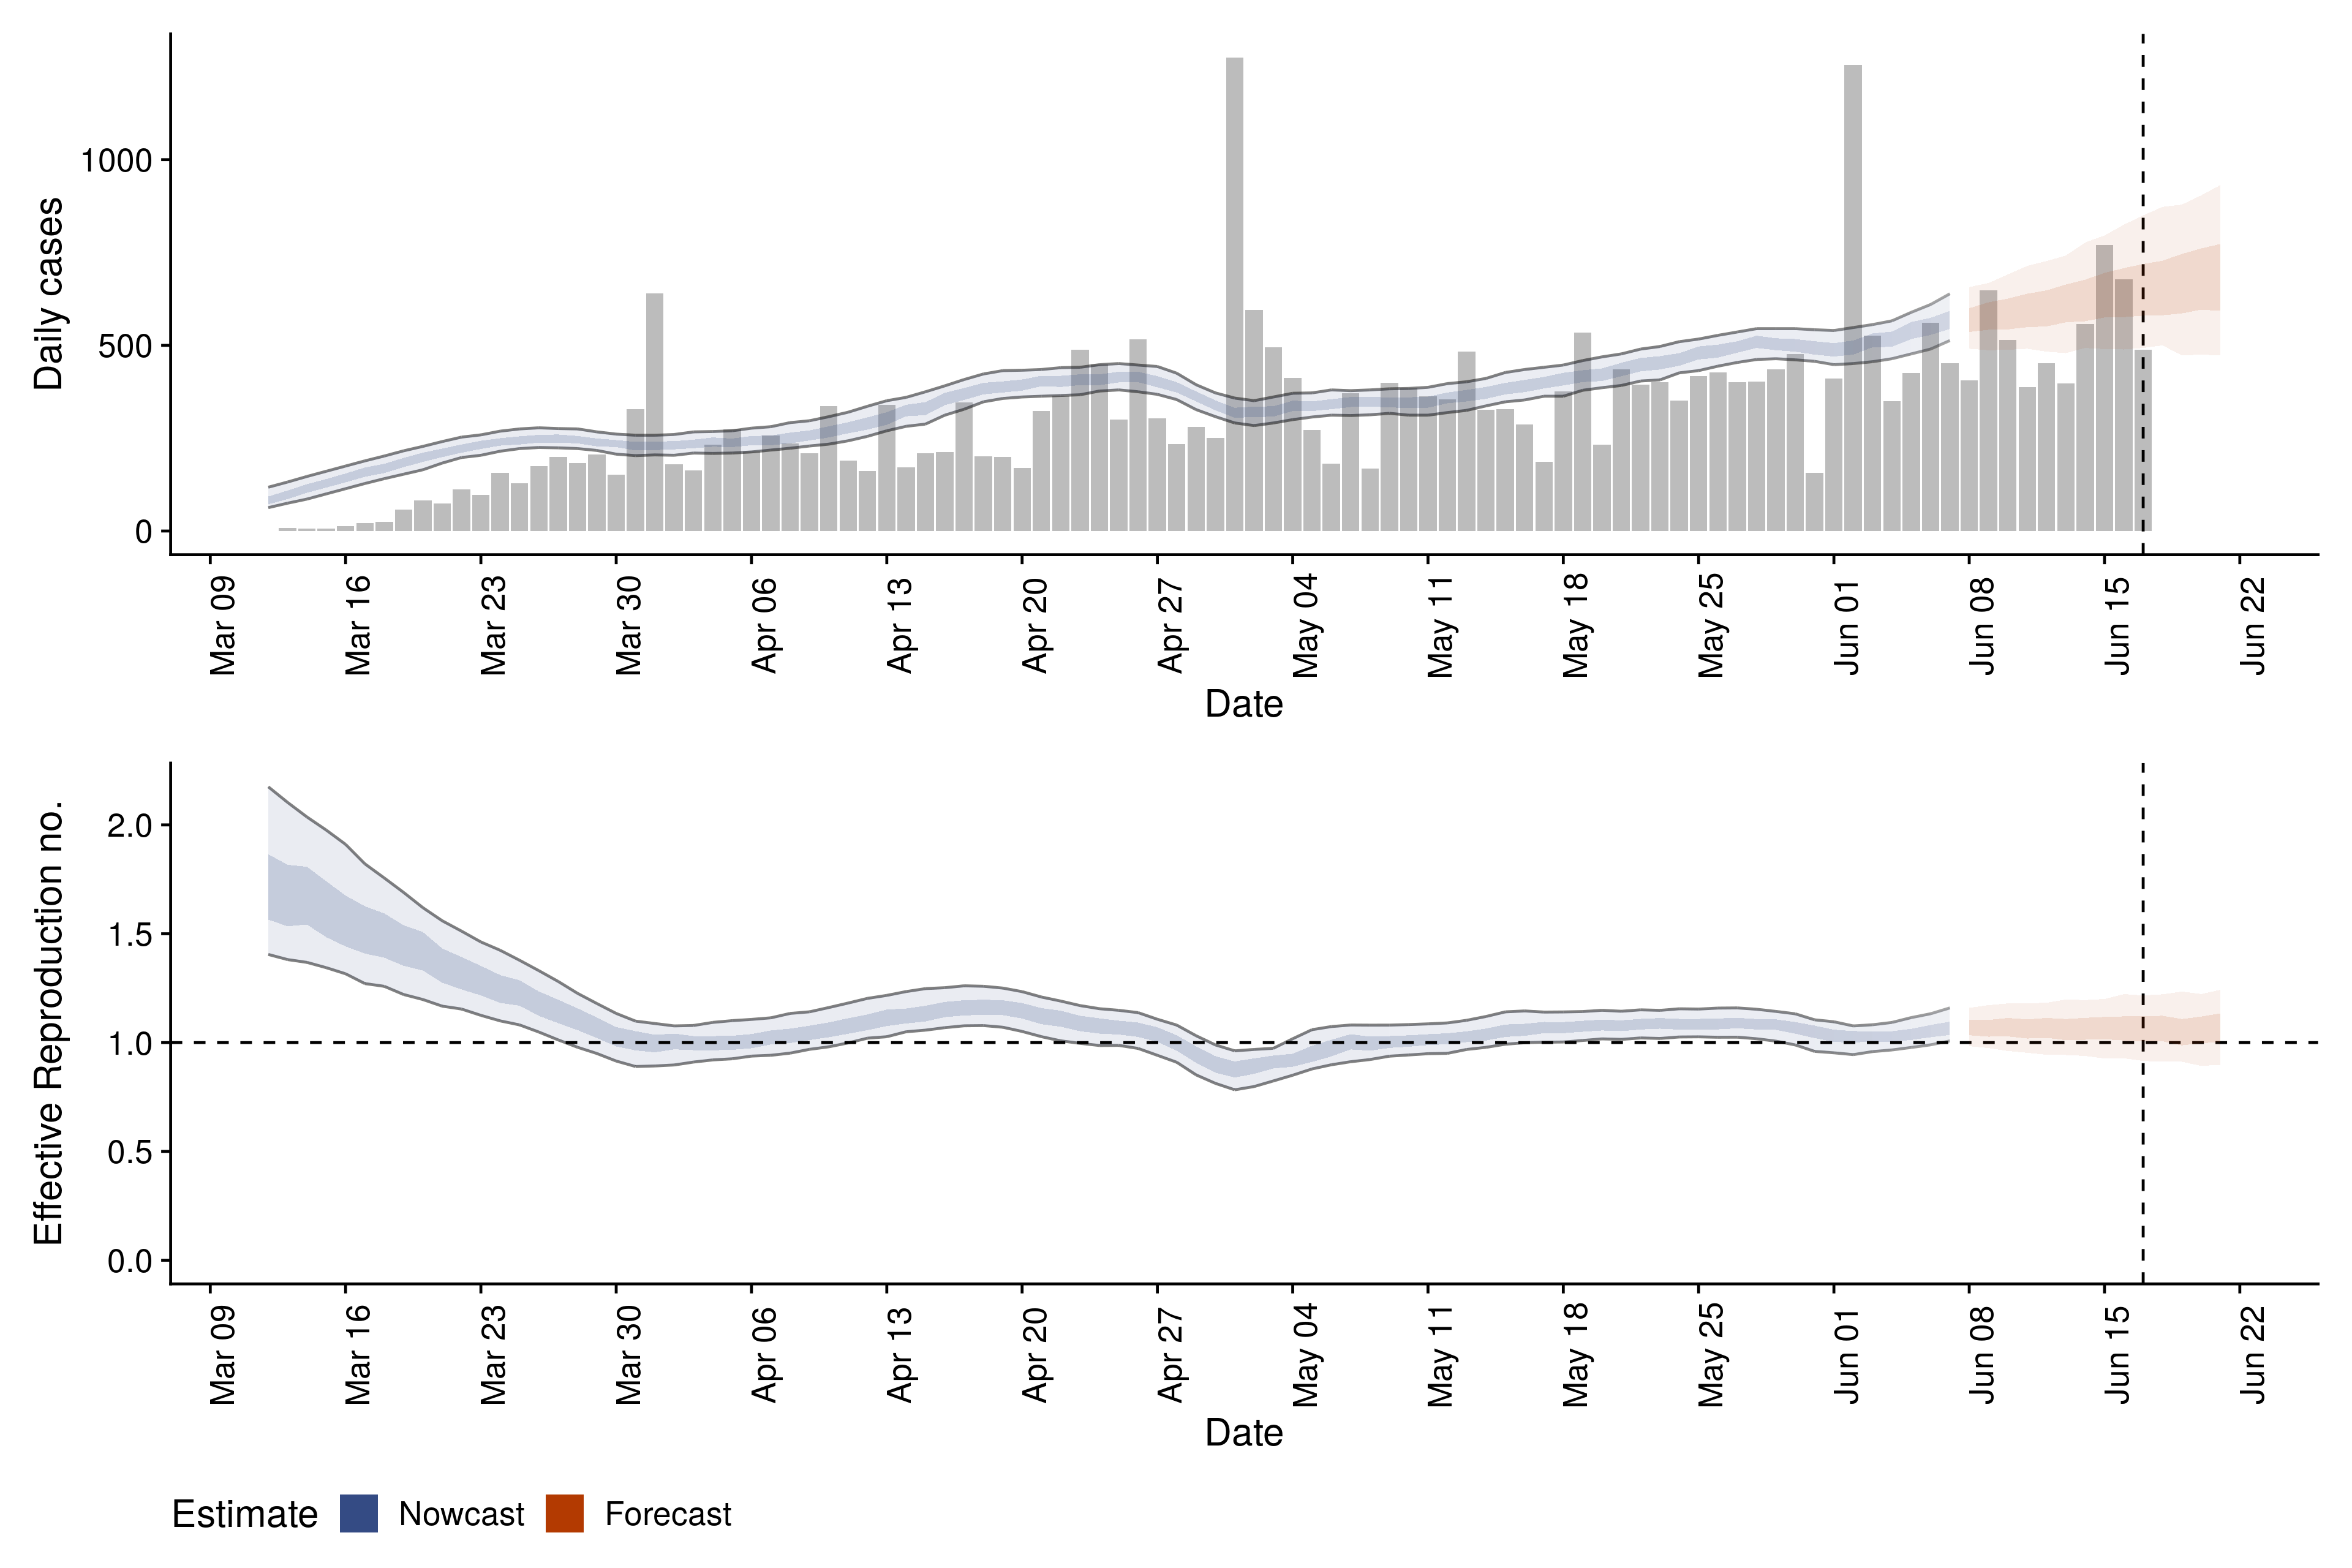 Daily cases
1000
500
0
Mar 09 Mar 16 Mar 23 Mar 30 Apr 06 Apr 13 Apr 20 Apr 27 May 04 May 11 May 18 May 25 Jun 01 Jun 08 Jun 15 Jun 22
Date
Effective Reproduction no.
2.0
1.5
1.0
0.5
0.0
Mar 09 Mar 16 Mar 23 Mar 30 Apr 06 Apr 13 Apr 20 Apr 27 May 04 May 11 May 18 May 25 Jun 01 Jun 08 Jun 15 Jun 22
Date
Estimate Nowcast Forecast